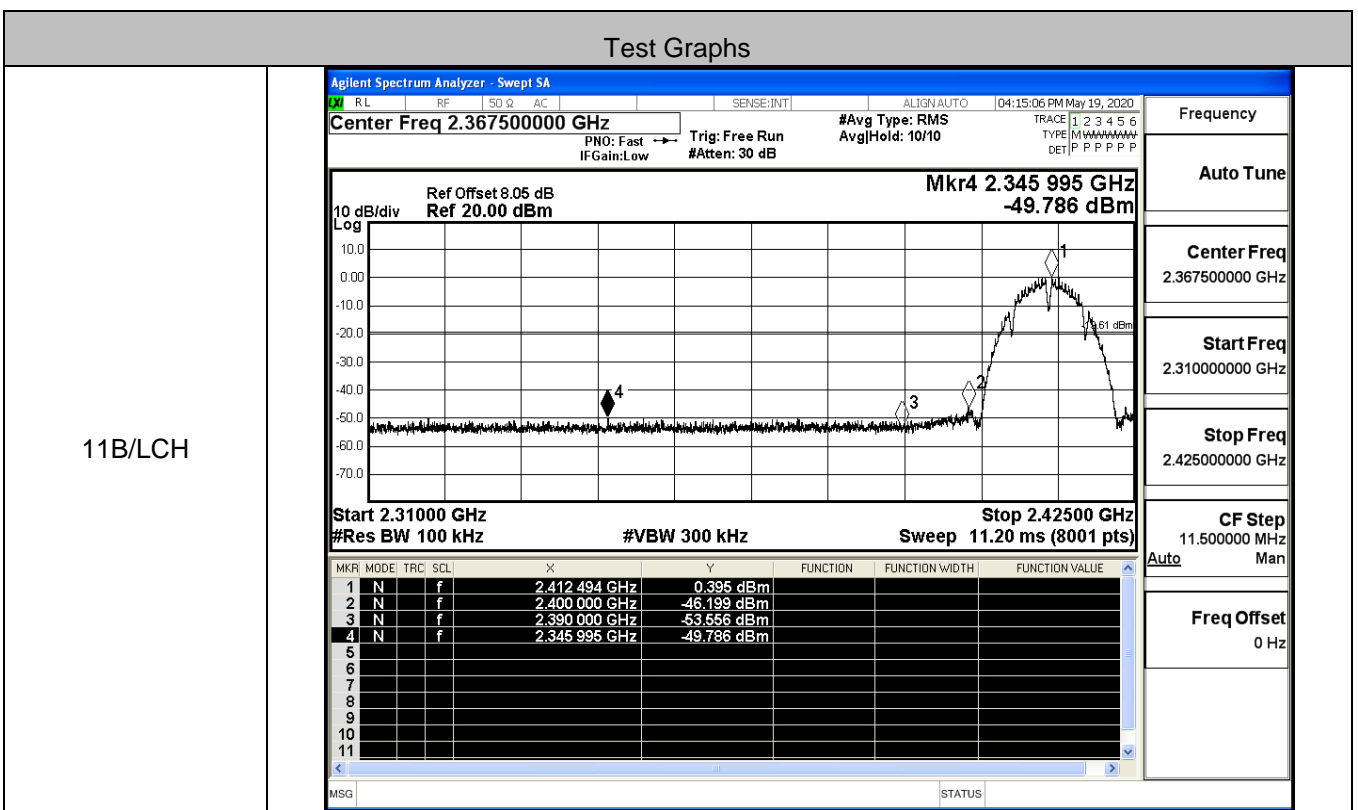 Test Graphs
11B/LCH
Agilent Spectrum Analyzer - Swept SA
LXI RL RF 50 Ω AC SENSE:INT ALIGN AUTO 04:15:06 PM May 19, 2020
Center Freq 2.367500000 GHz
PNO: Fast
IFGain:Low
Trig: Free Run
#Atten: 30 dB
#Avg Type: RMS
Avg|Hold: 10/10
TRACE 1 2 3 4 5 6
TYPE M WWWWW
DET P P P P P P
Mkr4 2.345 995 GHz
-49.786 dBm
Ref Offset 8.05 dB
10 dB/div Ref 20.00 dBm
Log
10.0
0.00
-10.0
-20.0
-30.0
-40.0
-50.0
-60.0
-70.0
1
2
3
4
Start 2.31000 GHz Stop 2.42500 GHz
#Res BW 100 kHz #VBW 300 kHz Sweep 11.20 ms (8001 pts)
MKR MODE TRC SCL X Y FUNCTION FUNCTION WIDTH FUNCTION VALUE
1 N f 2.412 494 GHz 0.395 dBm
2 N f 2.400 000 GHz -46.199 dBm
3 N f 2.390 000 GHz -53.556 dBm
4 N f 2.345 995 GHz -49.786 dBm
5
6
7
8
9
10
11
MSG STATUS
Frequency
Auto Tune
Center Freq
2.367500000 GHz
Start Freq
2.310000000 GHz
Stop Freq
2.425000000 GHz
CF Step
11.500000 MHz
Auto Man
Freq Offset
0 Hz